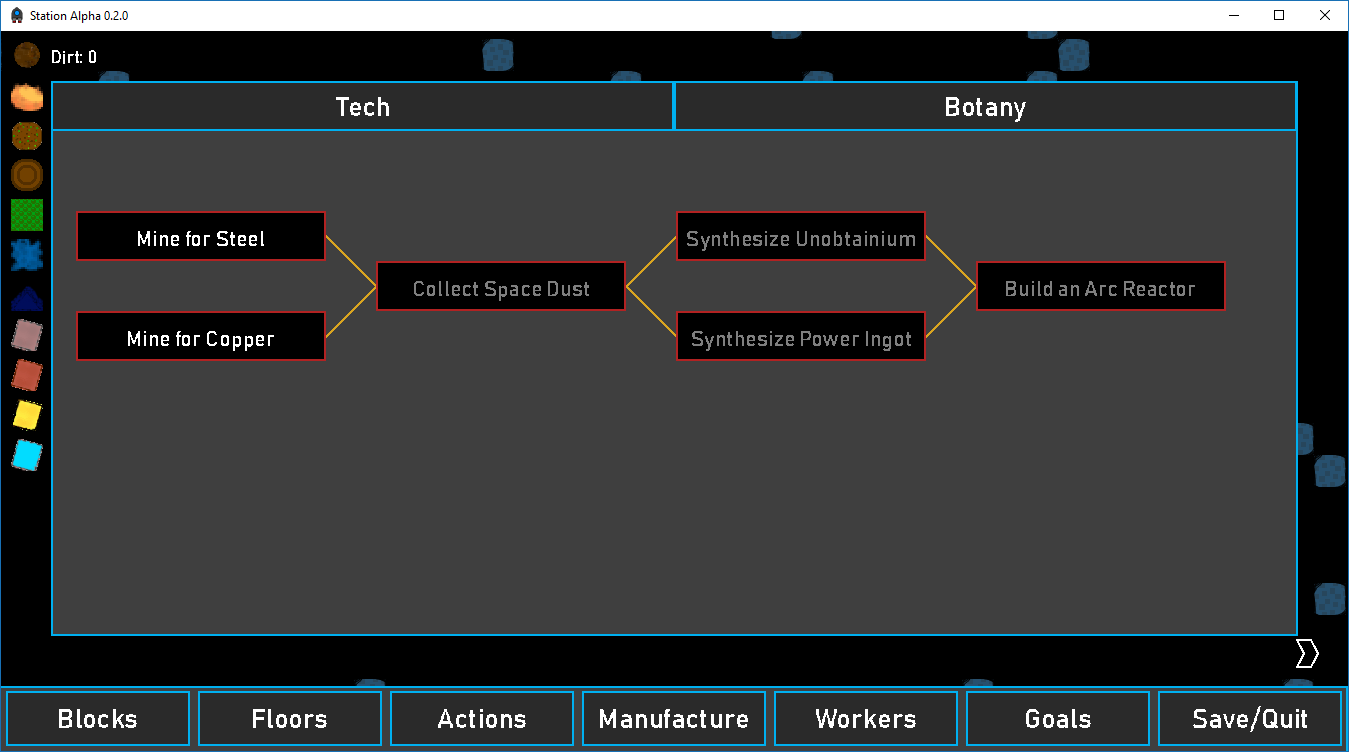 Station Alpha 0.2.0
Dirt: 0
Tech
Botany
Mine for Steel
Synthesize Unobtainium
Collect Space Dust
Build an Arc Reactor
Mine for Copper
Synthesize Power Ingot
Blocks
Floors
Actions
Manufacture
Workers
Goals
Save/Quit